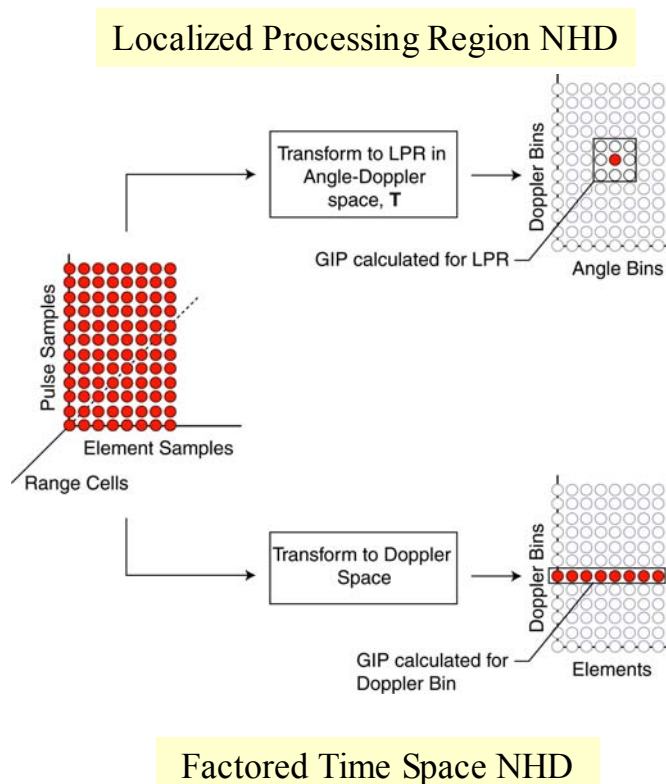 Localized Processing Region NHD
Transform to LPR in
Angle-Doppler
space, T
Doppler Bins
GIP calculated for LPR
Angle Bins
Pulse Samples
Element Samples
Range Cells
Transform to Doppler
Space
Doppler Bins
GIP calculated for
Doppler Bin
Elements
Factored Time Space NHD